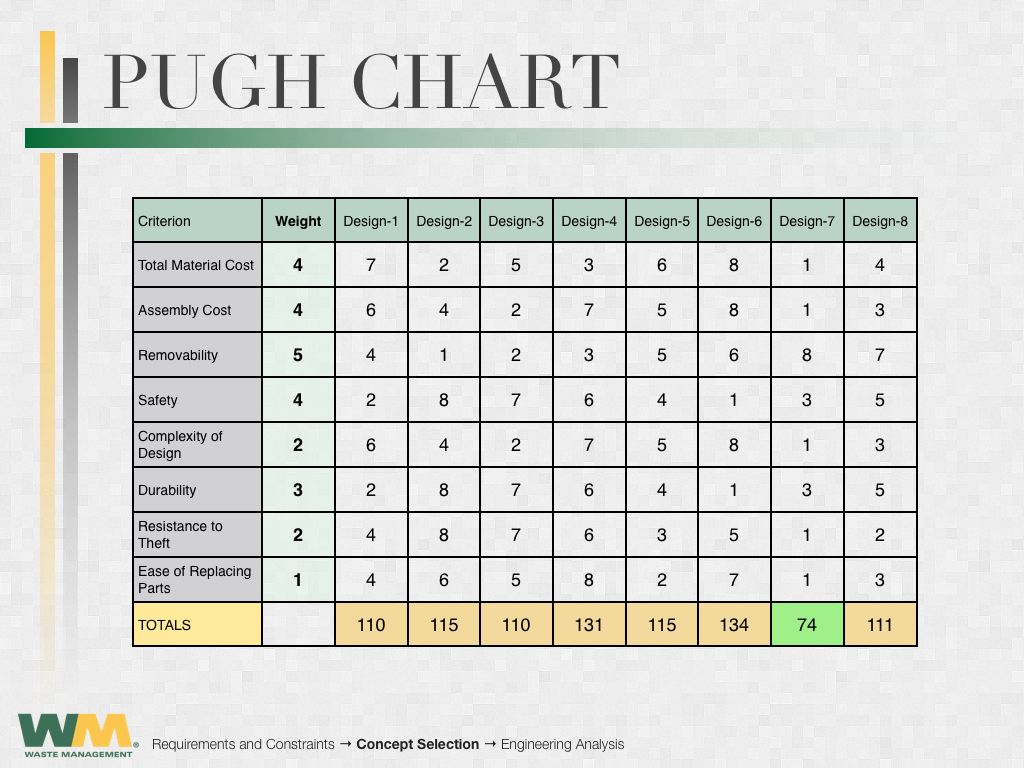 PUGH CHART
Criterion Weight Design-1 Design-2 Design-3 Design-4 Design-5 Design-6 Design-7 Design-8
Total Material Cost 4 7 2 5 3 6 8 1 4
Assembly Cost 4 6 4 2 7 5 8 1 3
Removability 5 4 1 2 3 5 6 8 7
Safety 4 2 8 7 6 4 1 3 5
Complexity of
Design 2 6 4 2 7 5 8 1 3
Durability 3 2 8 7 6 4 1 3 5
Resistance to
Theft 2 4 8 7 6 3 5 1 2
Ease of Replacing
Parts 1 4 6 5 8 2 7 1 3
TOTALS 110 115 110 131 115 134 74 111
WM®
WASTE MANAGEMENT
Requirements and Constraints → Concept Selection → Engineering Analysis